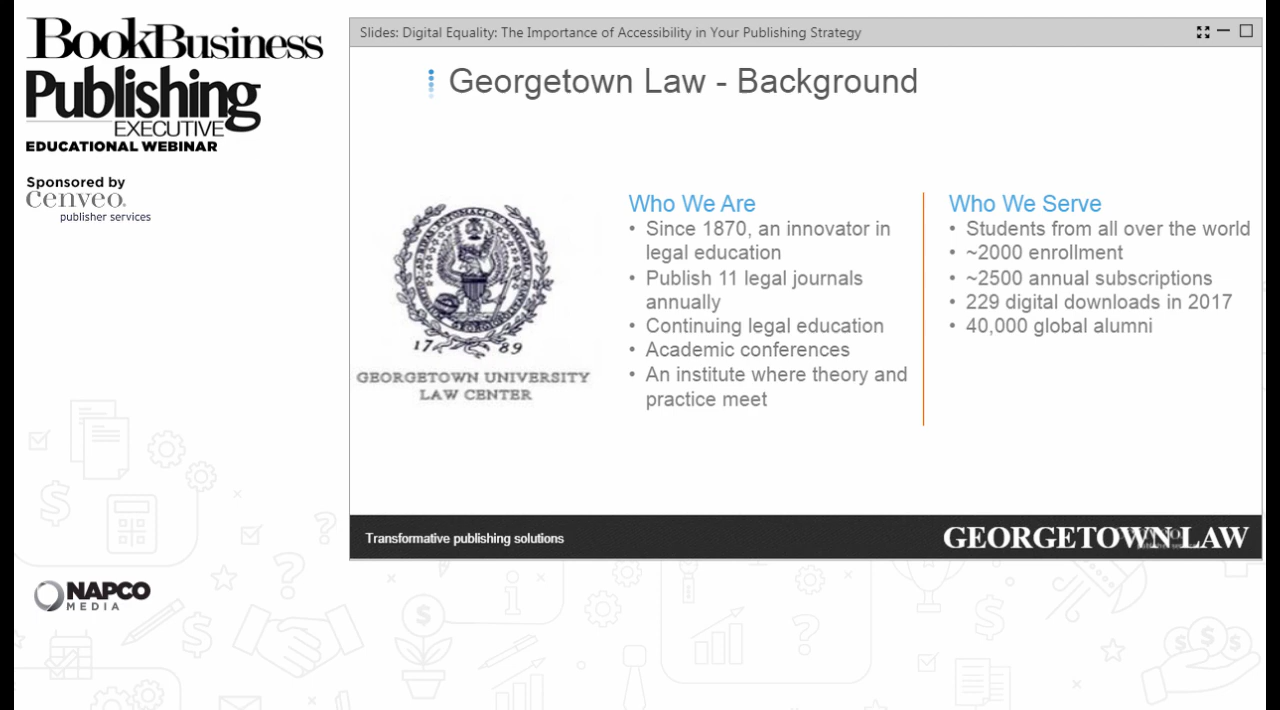 BookBusiness
Publishing
EXECUTIVE
EDUCATIONAL WEBINAR
Sponsored by
cenveo.
publisher services
Slides: Digital Equality: The Importance of Accessibility in Your Publishing Strategy
Georgetown Law - Background
17 89
GEORGETOWN UNIVERSITY
LAW CENTER
Who We Are
• Since 1870, an innovator in
legal education
• Publish 11 legal journals
annually
• Continuing legal education
• Academic conferences
• An institute where theory and
practice meet
Who We Serve
• Students from all over the world
• ~2000 enrollment
• ~2500 annual subscriptions
• 229 digital downloads in 2017
• 40,000 global alumni
Transformative publishing solutions
GEORGETOWN LAW
NAPCO
MEDIA